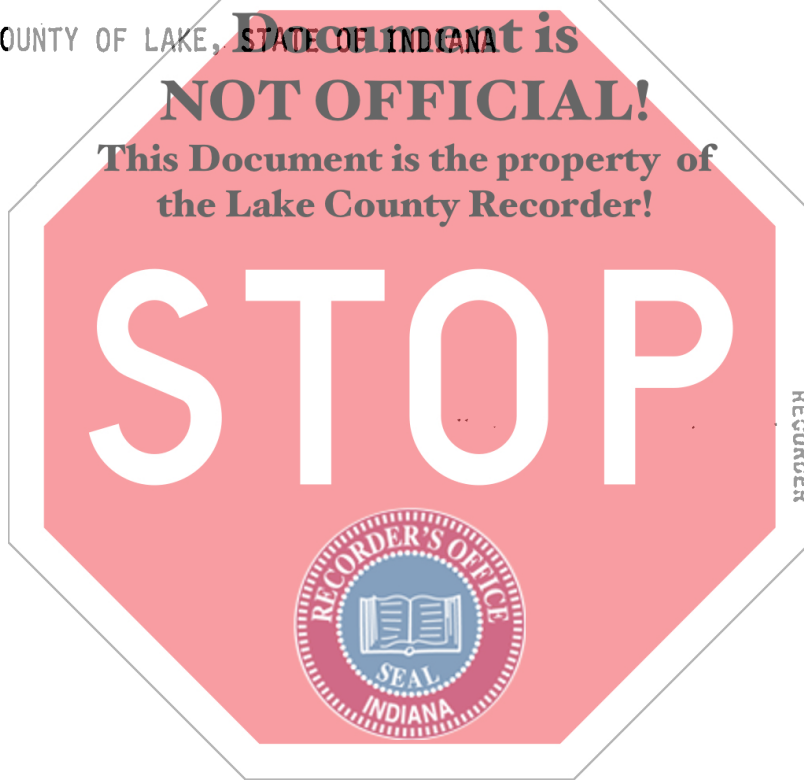 OUNTY OF LAKE, STATE OF INDIANA
Document is
NOT OFFICIAL!
This Document is the property of
the Lake County Recorder!
STOP
RECORDER
RECORDER'S OFFICE
SEAL
INDIANA